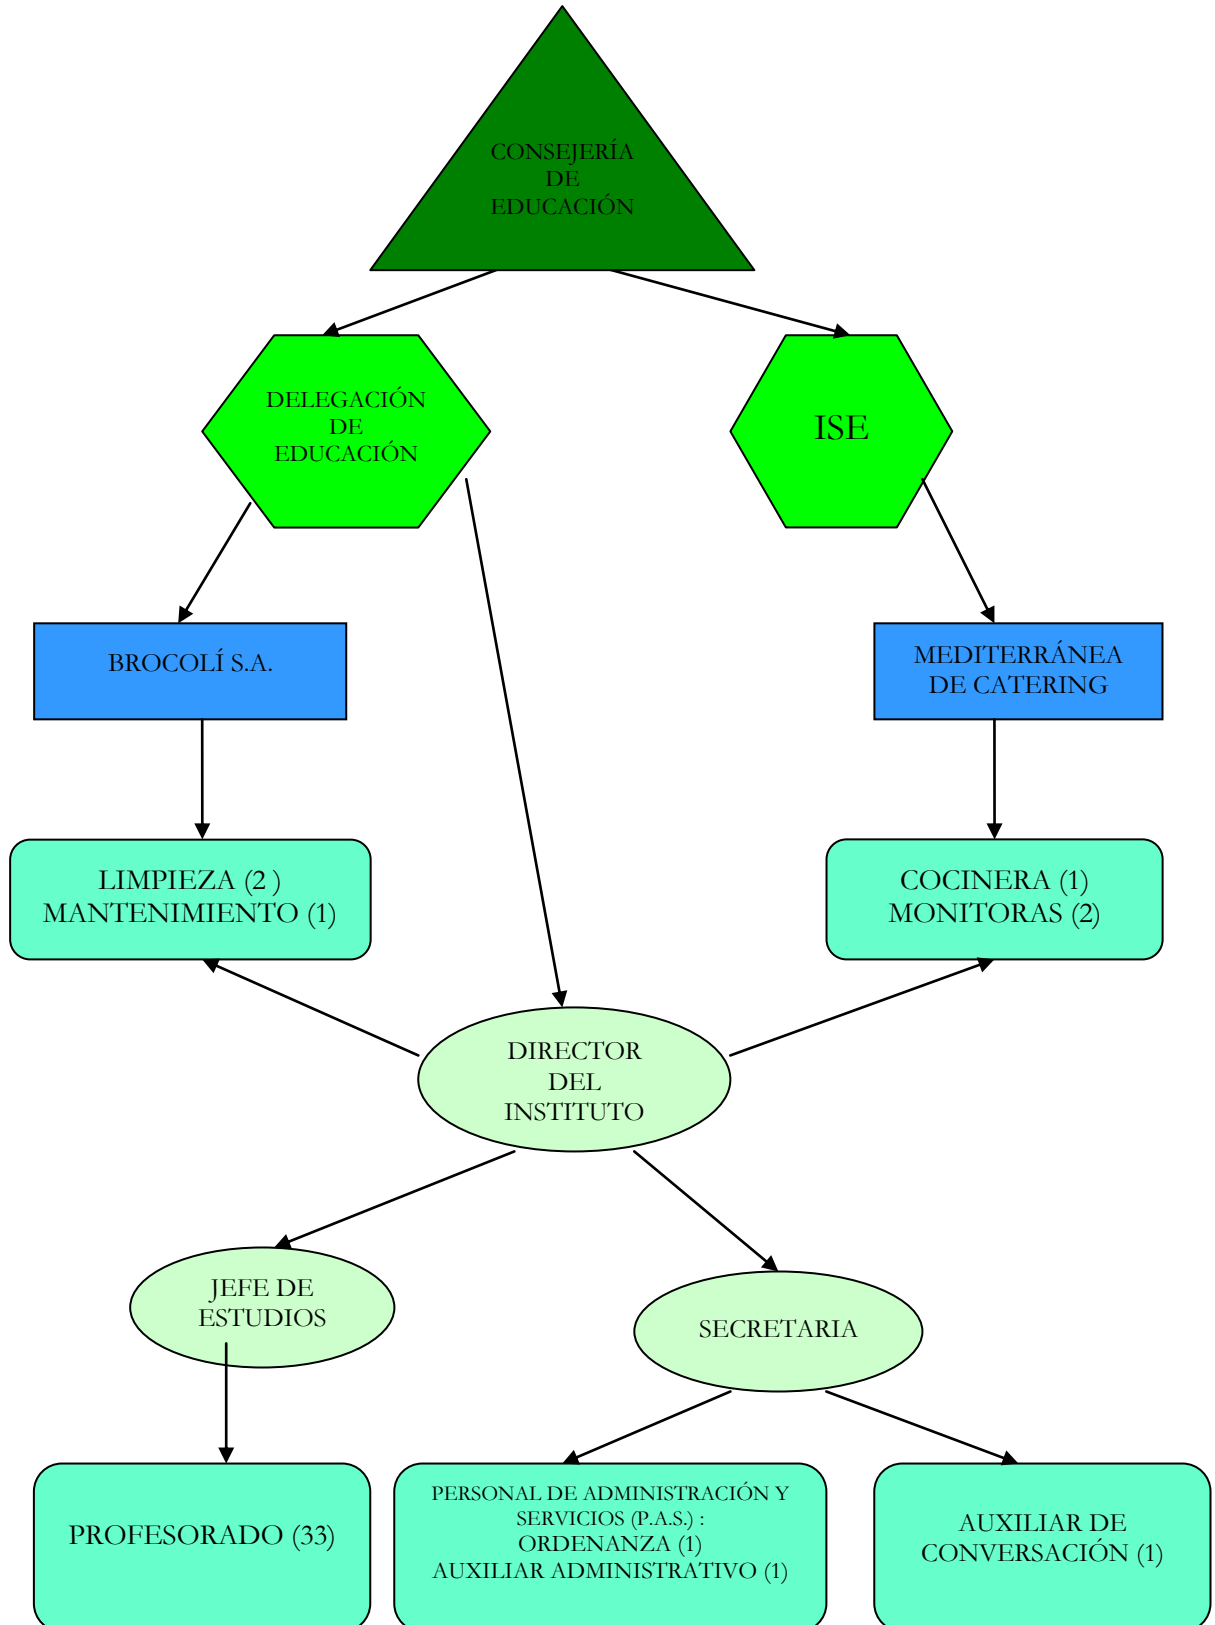 CONSEJERÍA
DE
EDUCACIÓN
DELEGACIÓN
DE
EDUCACIÓN
ISE
BROCOLÍ S.A.
MEDITERRÁNEA
DE CATERING
LIMPIEZA (2 )
MANTENIMIENTO (1)
COCINERA (1)
MONITORAS (2)
DIRECTOR
DEL
INSTITUTO
JEFE DE
ESTUDIOS
SECRETARIA
PROFESORADO (33)
PERSONAL DE ADMINISTRACIÓN Y
SERVICIOS (P.A.S.) :
ORDENANZA (1)
AUXILIAR ADMINISTRATIVO (1)
AUXILIAR DE
CONVERSACIÓN (1)